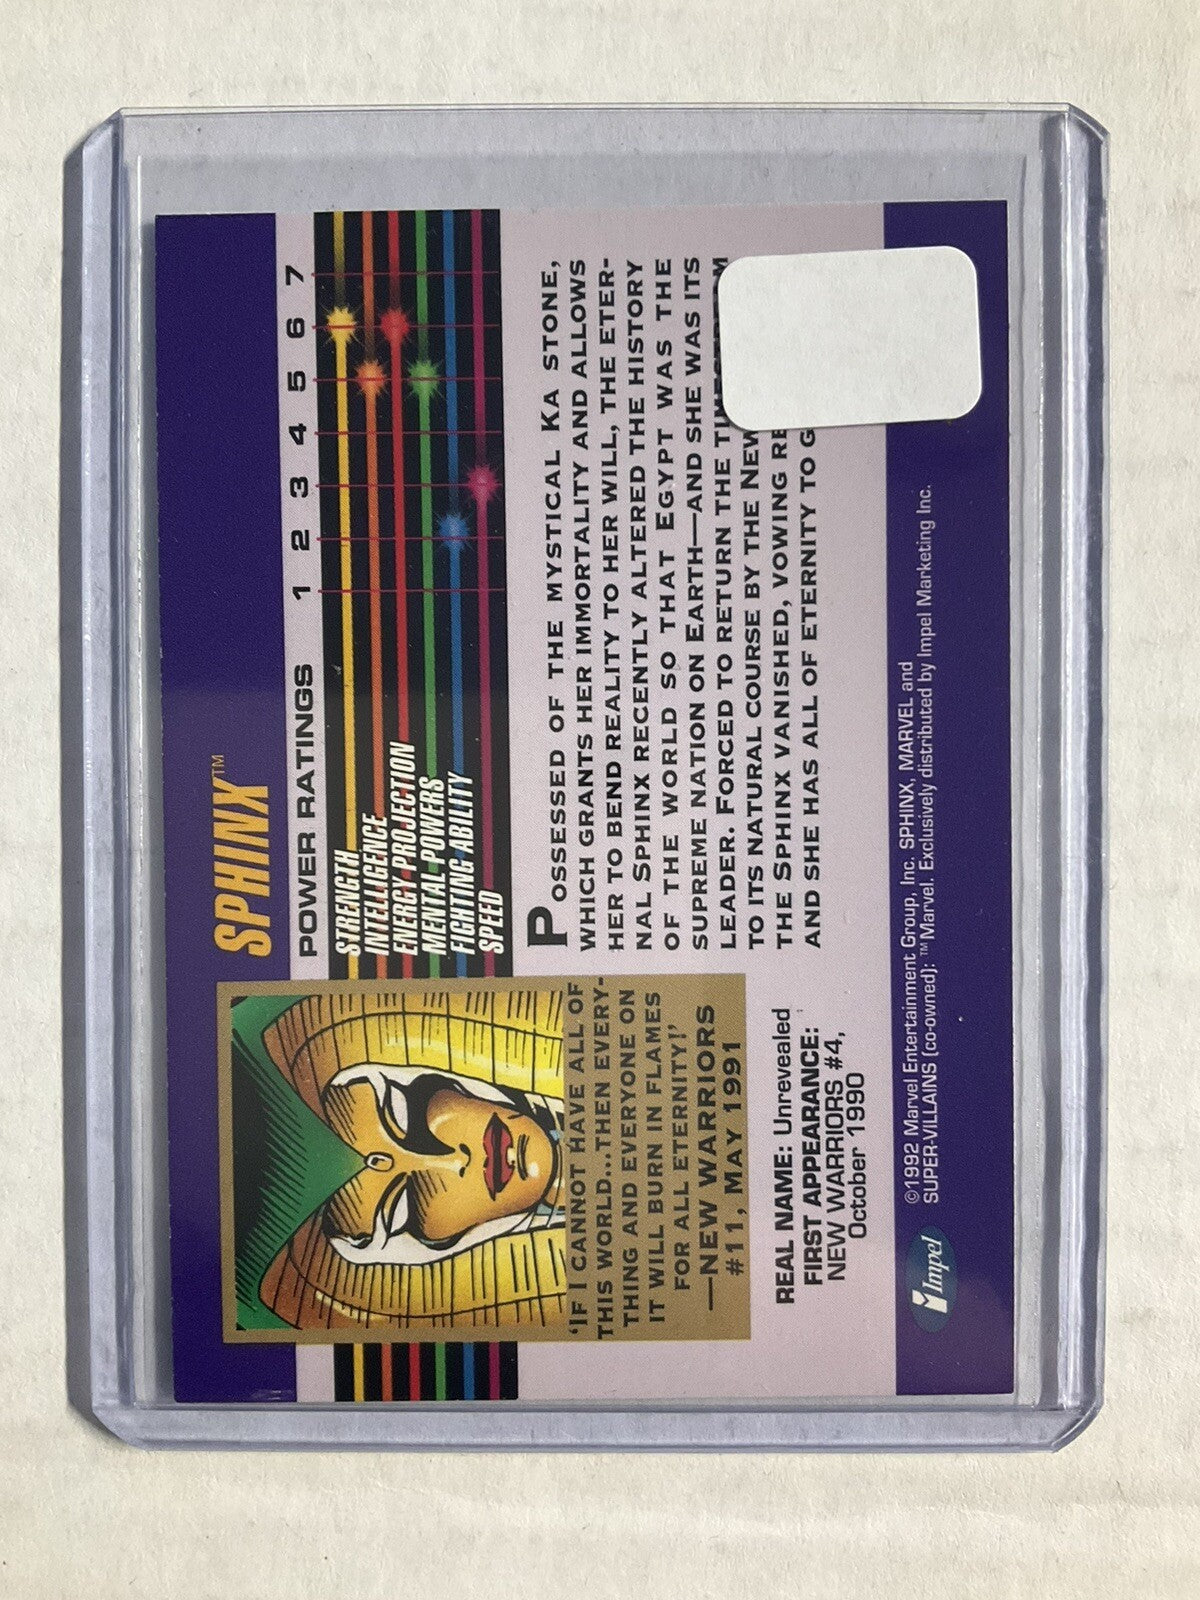 SPHINX™
POWER RATINGS 1 2 3 4 5 6 7
STRENGTH
INTELLIGENCE
ENERGY PROJECTION
MENTAL POWERS
FIGHTING ABILITY
SPEED
'IF I CANNOT HAVE ALL OF
THIS WORLD...THEN EVERY-
THING AND EVERYONE ON
IT WILL BURN IN FLAMES
FOR ALL ETERNITY!'
—NEW WARRIORS
#11, MAY 1991
REAL NAME: Unrevealed
FIRST APPEARANCE:
NEW WARRIORS #4,
October 1990
POSSESSED OF THE MYSTICAL KA STONE,
WHICH GRANTS HER IMMORTALITY AND ALLOWS
HER TO BEND REALITY TO HER WILL, THE ETER-
NAL SPHINX RECENTLY ALTERED THE HISTORY
OF THE WORLD SO THAT EGYPT WAS THE
SUPREME NATION ON EARTH—AND SHE WAS ITS
LEADER. FORCED TO RETURN THE
TO ITS NATURAL COURSE BY THE NEW
THE SPHINX VANISHED, VOWING
AND SHE HAS ALL OF ETERNITY TO
impel
©1992 Marvel Entertainment Group, Inc. SPHINX, MARVEL and
SUPER-VILLAINS (co-owned): ™Marvel. Exclusively distributed by Impel Marketing Inc.